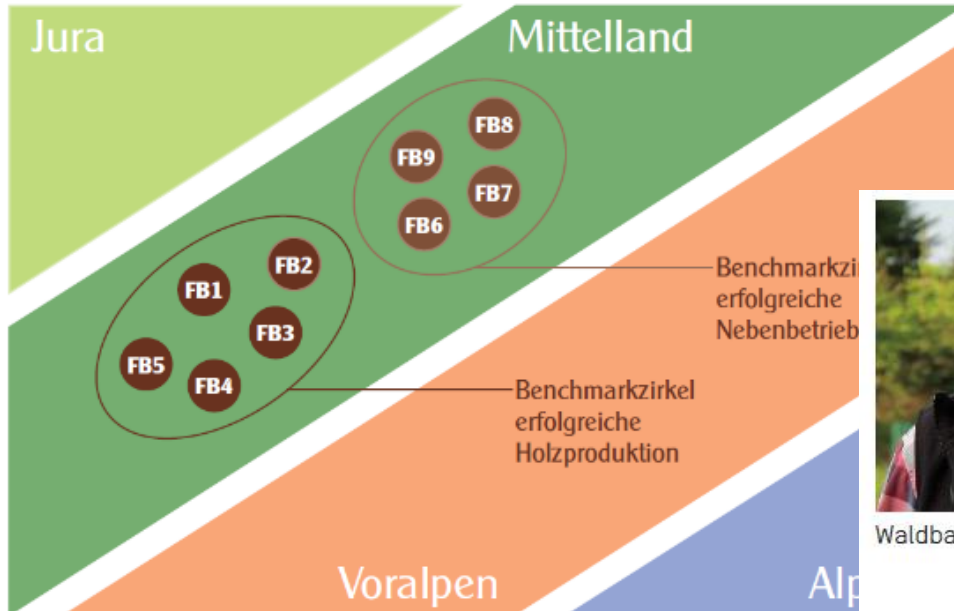 Jura
Mittelland
FB8
FB9
FB7
FB6
FB2
FB1
FB3
FB5
FB4
Benchmarkzi
erfolgreiche
Nebenbetrieb
Benchmarkzirkel
erfolgreiche
Holzproduktion
Waldba
Voralpen
Alp